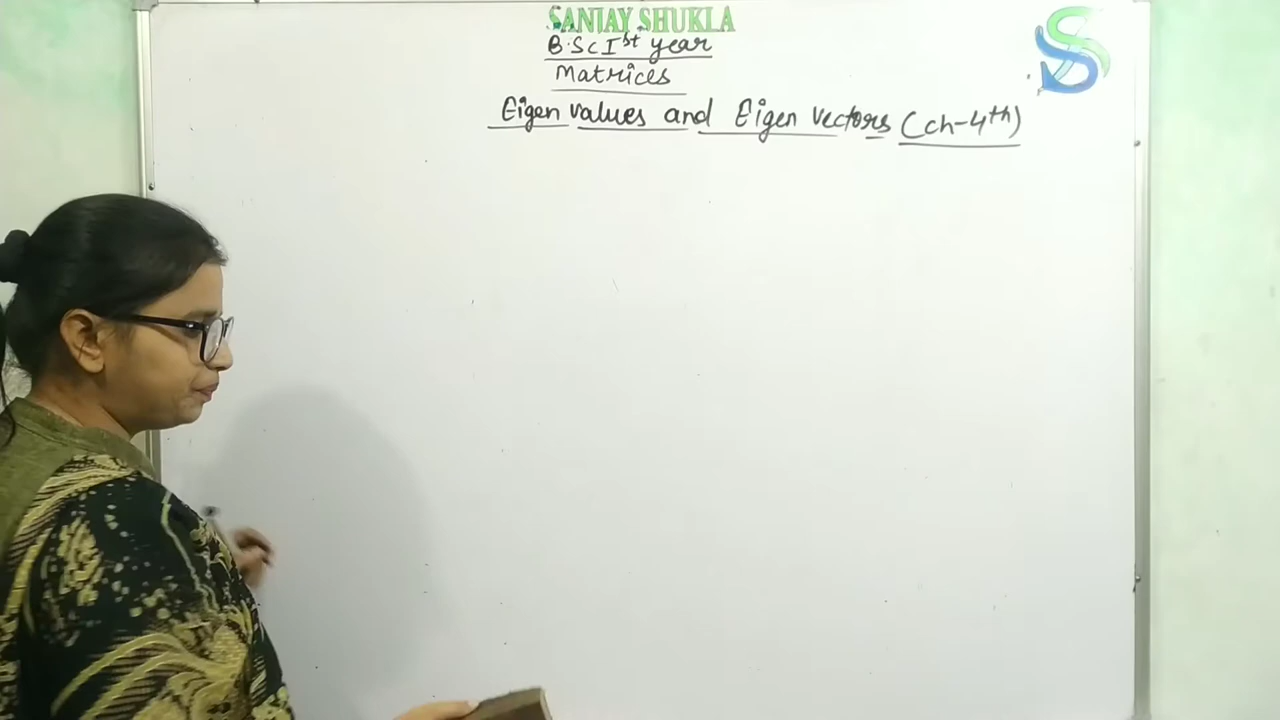 SANJAY SHUKLA
B.Sc Ist year
Matrices
Eigen values and Eigen vectors (ch-4th)